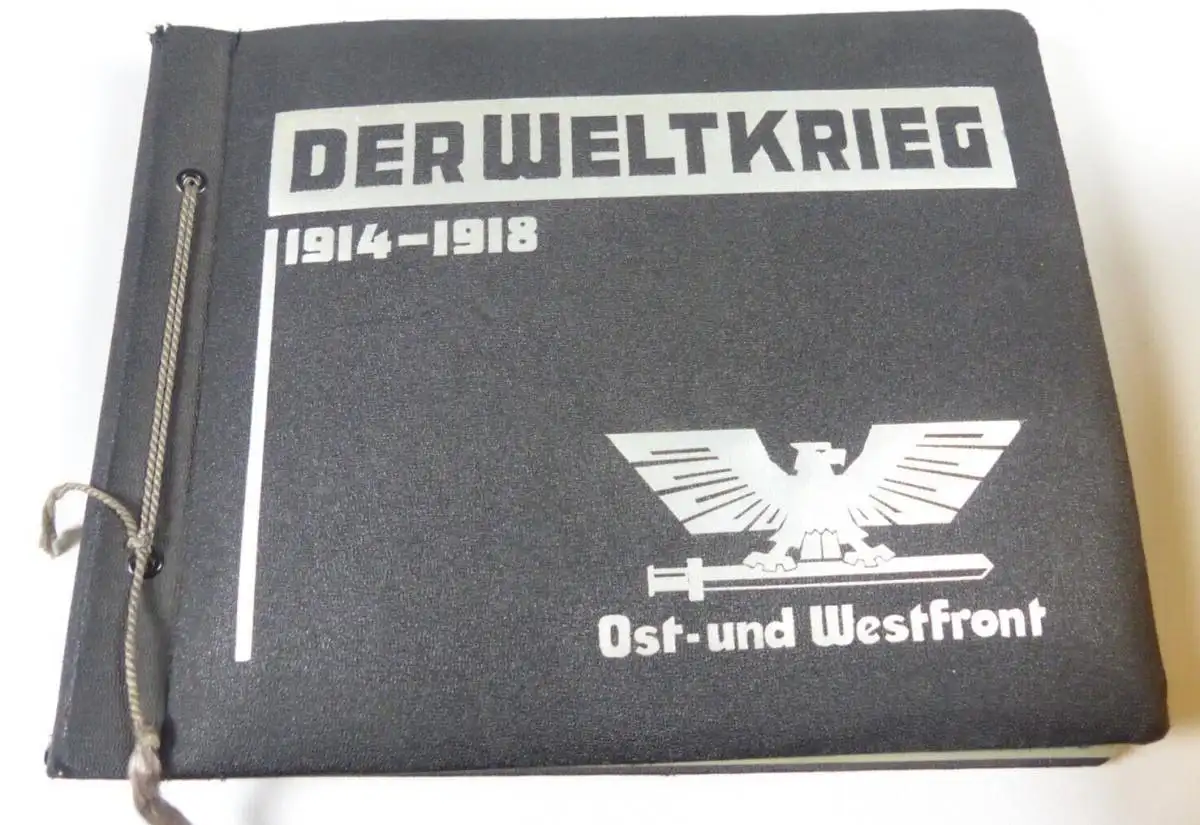 DER WELTKRIEG
1914-1918
Ost- und Westfront